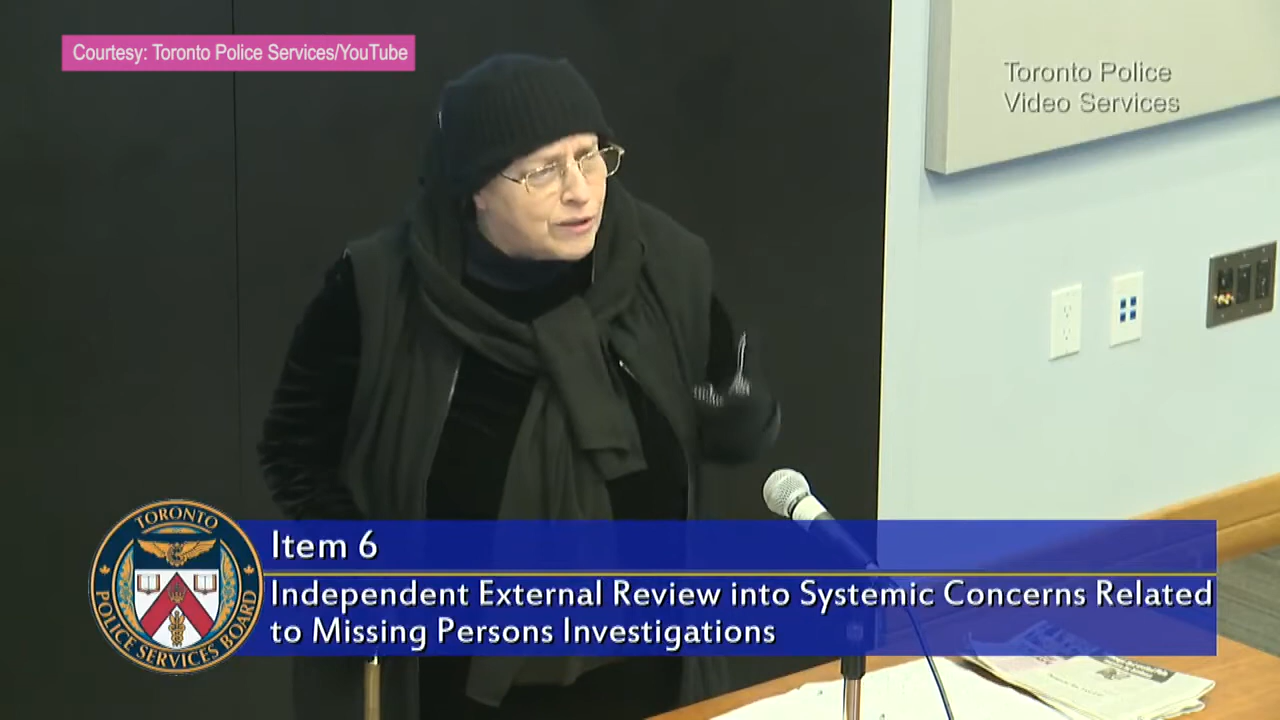 Courtesy: Toronto Police Services/YouTube
Toronto Police
Video Services
Item 6
Independent External Review into Systemic Concerns Related
to Missing Persons Investigations
TORONTO
POLICE SERVICES BOARD